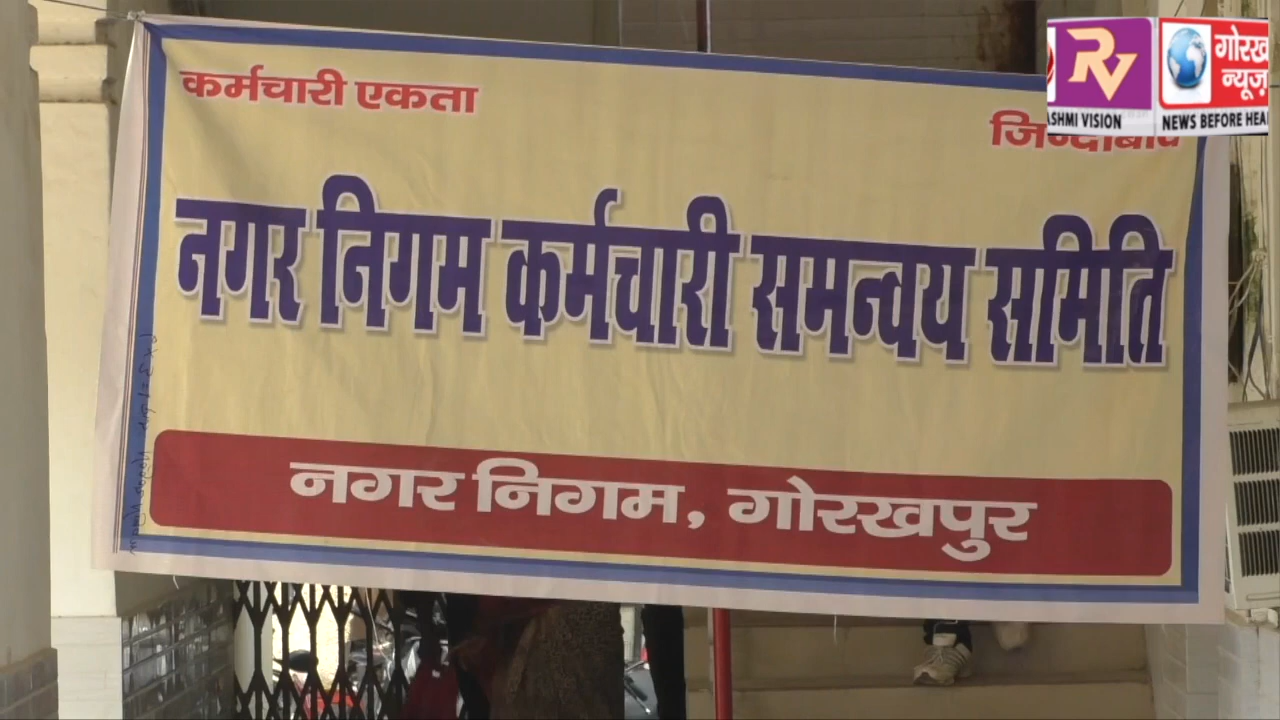 कर्मचारी एकता
जिन्दाबाद
नगर निगम कर्मचारी समन्वय समिति
नगर निगम, गोरखपुर
RV
ASHMI VISION
गोरख
न्यूज़
NEWS BEFORE HEA